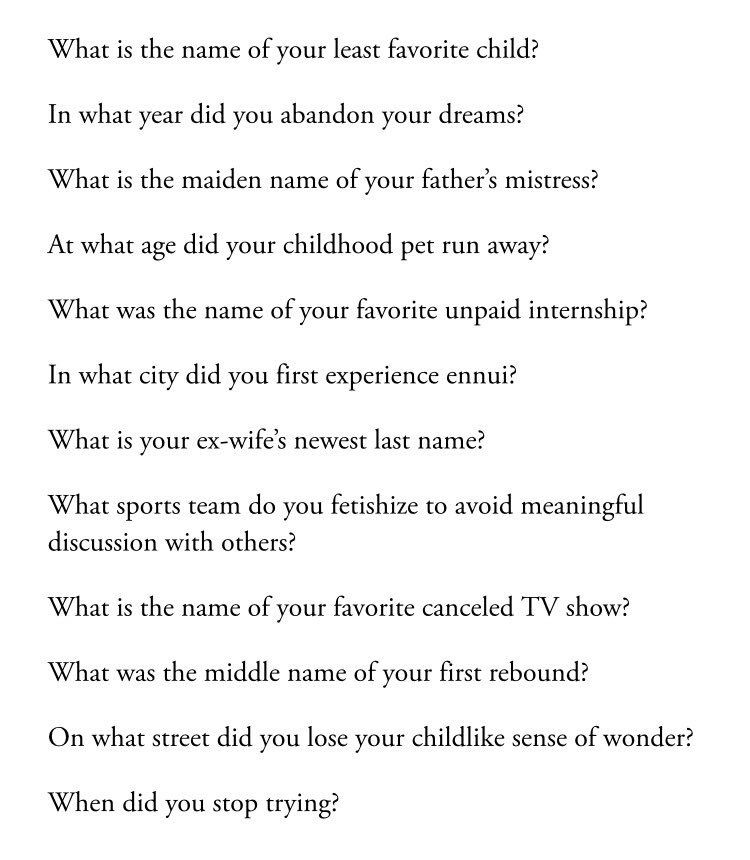 What is the name of your least favorite child?
In what year did you abandon your dreams?
What is the maiden name of your father’s mistress?
At what age did your childhood pet run away?
What was the name of your favorite unpaid internship?
In what city did you first experience ennui?
What is your ex-wife’s newest last name?
What sports team do you fetishize to avoid meaningful
discussion with others?
What is the name of your favorite canceled TV show?
What was the middle name of your first rebound?
On what street did you lose your childlike sense of wonder?
When did you stop trying?